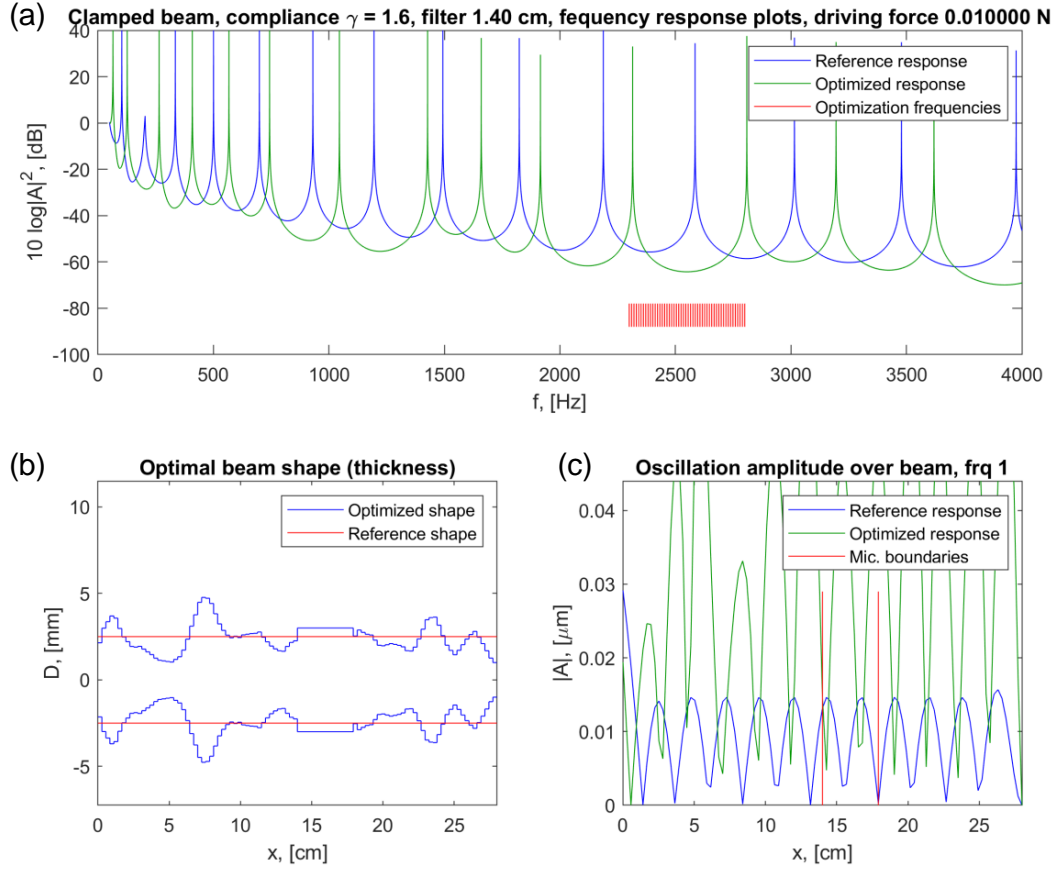 (a)
Clamped beam, compliance γ = 1.6, filter 1.40 cm, fequency response plots, driving force 0.010000 N
40
20
0
-20
-40
-60
-80
-100
10 log|A|², [dB]
Reference response
Optimized response
Optimization frequencies
0 500 1000 1500 2000 2500 3000 3500 4000
f, [Hz]
(b)
Optimal beam shape (thickness)
10
5
0
-5
D, [mm]
Optimized shape
Reference shape
0 5 10 15 20 25
x, [cm]
(c)
Oscillation amplitude over beam, frq 1
0.04
0.03
0.02
0.01
0
|A|, [μm]
Reference response
Optimized response
Mic. boundaries
0 5 10 15 20 25
x, [cm]